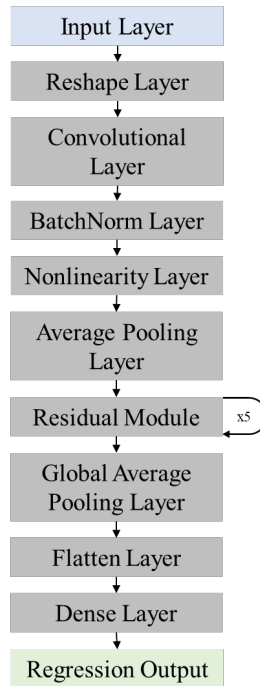 Input Layer
Reshape Layer
Convolutional
Layer
BatchNorm Layer
Nonlinearity Layer
Average Pooling
Layer
Residual Module
x5
Global Average
Pooling Layer
Flatten Layer
Dense Layer
Regression Output